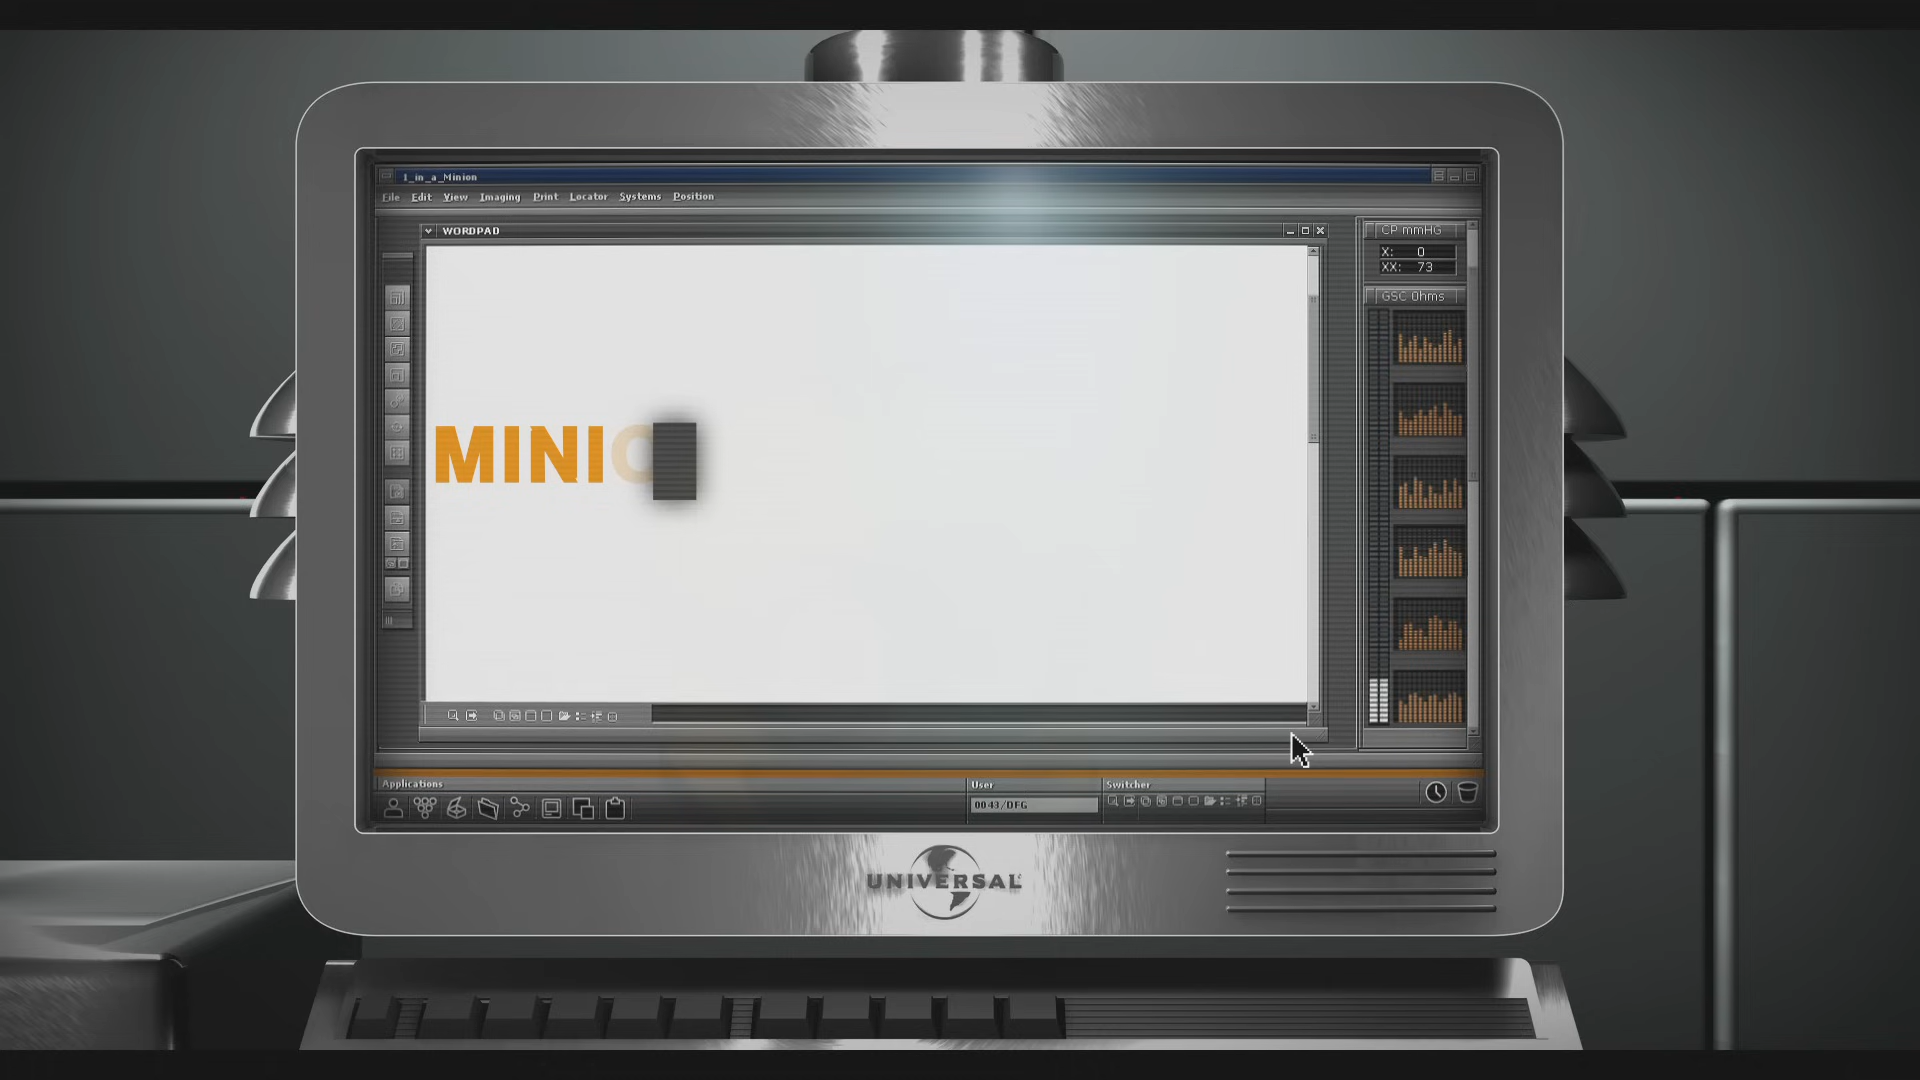 1_in_a_Minion
File Edit View Imaging Print Locator Systems Position
WORDPAD
CP mmHG
X: 0
XX: 73
GSC Ohms
MINIO
Applications
User
Switcher
0043/DFG
UNIVERSAL